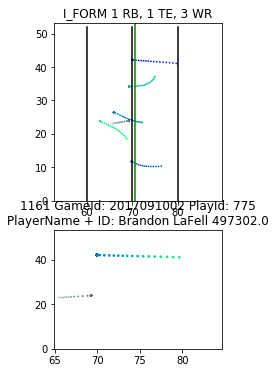 I_FORM 1 RB, 1 TE, 3 WR
50
40
30
20
10
0
60 70 80
1161 GameId: 2017091002 PlayId: 775
PlayerName + ID: Brandon LaFell 497302.0
40
20
0
65 70 75 80